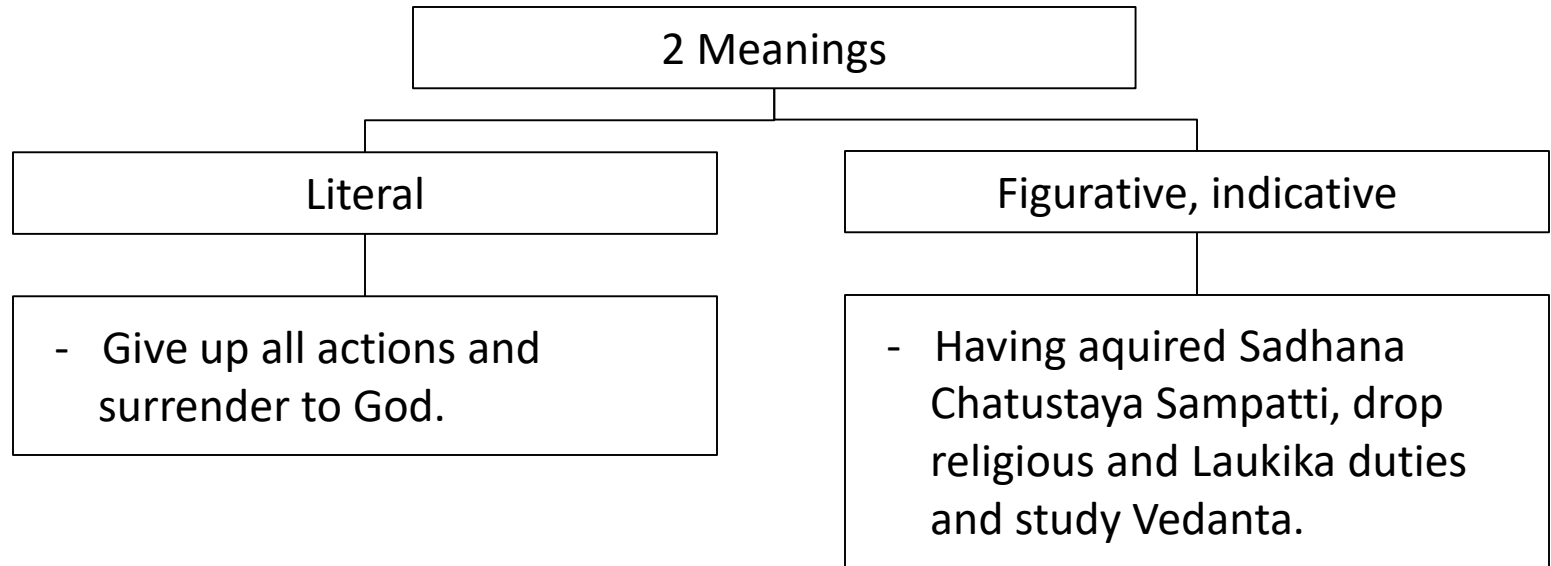 2 Meanings
Literal
Figurative, indicative
- Give up all actions and
surrender to God.
- Having aquired Sadhana
Chatustaya Sampatti, drop
religious and Laukika duties
and study Vedanta.